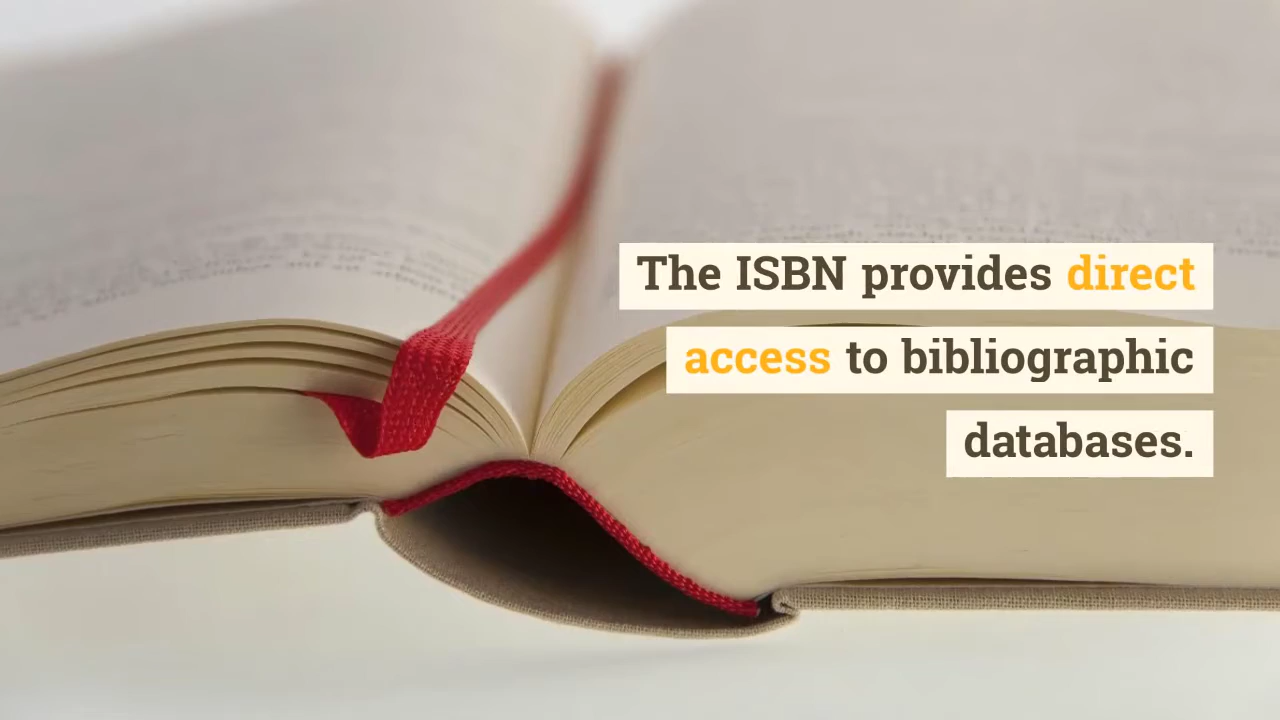 The ISBN provides direct
access to bibliographic
databases.